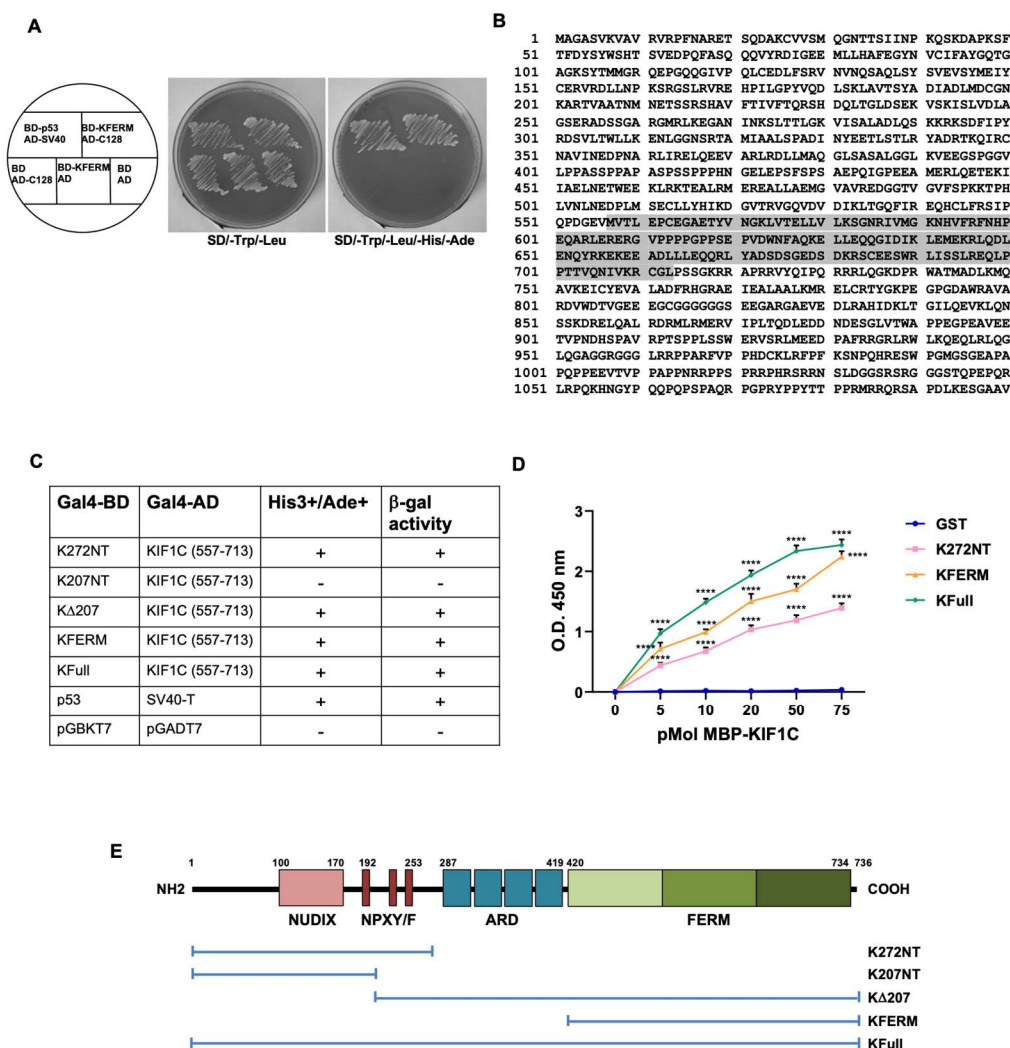 A
BD-p53 BD-KFERM
AD-SV40 AD-C128
BD BD-KFERM BD
AD-C128 AD AD
SD/-Trp/-Leu SD/-Trp/-Leu/-His/-Ade
B
1 MAGASVKVAV RVRPFNARET SQDAKCVVSM QGNTTSIINP KQSKDAPKSF
51 TFDYSYWSHT SVEDPQFASQ QQVYRDIGEE MLLHAFEGYN VCIFAYGQTG
101 AGKSYTMMGR QEPGQQGIVP QLCEDLFSRV NVNQSAQLSY SVEVSYMEIY
151 CERVRDLLNP KSRGSLRVRE HPILGPYVQD LSKLAVTSYA DIADLMDCGN
201 KARTVAATNM NETSSRSHAV FTIVFTQRSH DQLTGLDSEK VSKISLVDLA
251 GSERADSSGA RGMRLKEGAN INKSLTTLGK VISALADLQS KKRKSDFIPY
301 RDSVLTWLLK ENLGGNSRTA MIAALSPADI NYEETLSTLR YADRTKQIRC
351 NAVINEDPNA RLIRELQEEV ARLRDLLMAQ GLSASALGGL KVEEGSPGGV
401 LPPASSPPAP ASPSSPPPHN GELEPSFSPS AEPQIGPEEA MERLQETEKI
451 IAELNETWEE KLRKTEALRM EREALLAEMG VAVREDGGTV GVFSPKKTPH
501 LVNLNEDPLM SECLLYHIKD GVTRVGQVDV DIKLTGQFIR EQHCLFRSIP
551 QPDGEVMVTL EPCEGAETYV NGKLVTELLV LKSGNRIVMG KNHVFRFNHP
601 EQARLERERG VPPPPGPPSE PVDWNFAQKE LLEQQGIDIK LEMEKRLQDL
651 ENQYRKEKEE ADLLLEQQRL YADSDSGEDS DKRSCEESWR LISSLREQLP
701 PTTVQNIVKR CGLPSSGKRR APRRVYQIPQ RRRLQGKDPR WATMADLKMQ
751 AVKEICYEVA LADFRHGRAE IEALAALKMR ELCRTYGKPE GPGDAWRAVA
801 RDVWDTVGEE EGCGGGGGGS EEGARGAEVE DLRAHIDKLT GILQEVKLQN
851 SSKDRELQAL RDRMLRMERV IPLTQDLEDD NDESGLVTWA PPEGPEAVEE
901 TVPNDHSPAV RPTSPPLSSW ERVSRLMEED PAFRRGRLRW LKQEQLRLQG
951 LQGAGGRGGG LRRPPARFVP PHDCKLRFPF KSNPQHRESW PGMGSGEAPA
1001 PQPPEEVTVP PAPPNRRPPS PRRPHRSRRN SLDGGSRSRG GGSTQPEPQR
1051 LRPQKHNGYP QQPQPSPAQR PGPRYPPYTT PPRMRRQRSA PDLKESGAAV
C
Gal4-BD Gal4-AD His3+/Ade+ β-gal activity
K272NT KIF1C (557-713) + +
K207NT KIF1C (557-713) - -
KΔ207 KIF1C (557-713) + +
KFERM KIF1C (557-713) + +
KFull KIF1C (557-713) + +
p53 SV40-T + +
pGBKT7 pGADT7 - -
D
O.D. 450 nm
3
2
1
0
0 5 10 20 50 75
pMol MBP-KIF1C
**** **** **** **** ****
**** **** **** **** ****
**** **** **** **** ****
GST
K272NT
KFERM
KFull
E
1 100 170 192 253 287 419 420 734 736
NH2 COOH
NUDIX NPXY/F ARD FERM
K272NT
K207NT
KΔ207
KFERM
KFull